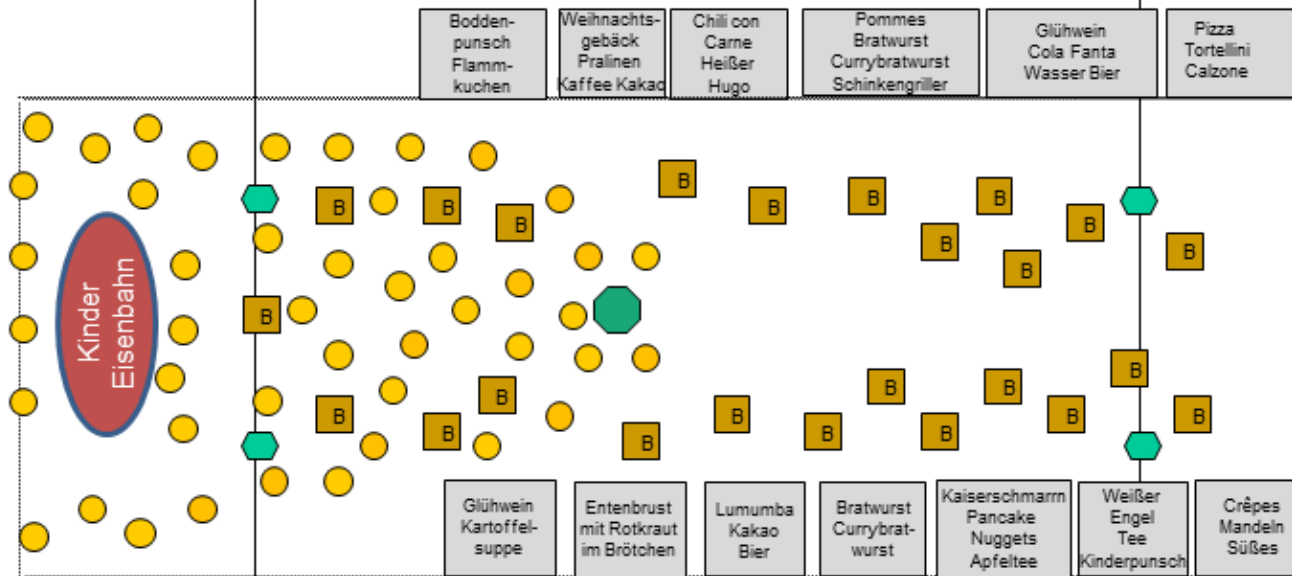 Bodden-
punsch
Flamm-
kuchen
Weihnachts-
gebäck
Pralinen
Kaffee Kakao
Chili con
Carne
Heißer
Hugo
Pommes
Bratwurst
Currybratwurst
Schinkengriller
Glühwein
Cola Fanta
Wasser Bier
Pizza
Tortellini
Calzone
B
B
B
B
B
B
B
B
B
B
B
Kinder
Eisenbahn
B
B
B
B
B
B
B
B
B
B
B
B
B
Glühwein
Kartoffel-
suppe
Entenbrust
mit Rotkraut
im Brötchen
Lumumba
Kakao
Bier
Bratwurst
Currybrat-
wurst
Kaiserschmarrn
Pancake
Nuggets
Apfeltee
Weißer
Engel
Tee
Kinderpunsch
Crêpes
Mandeln
Süßes